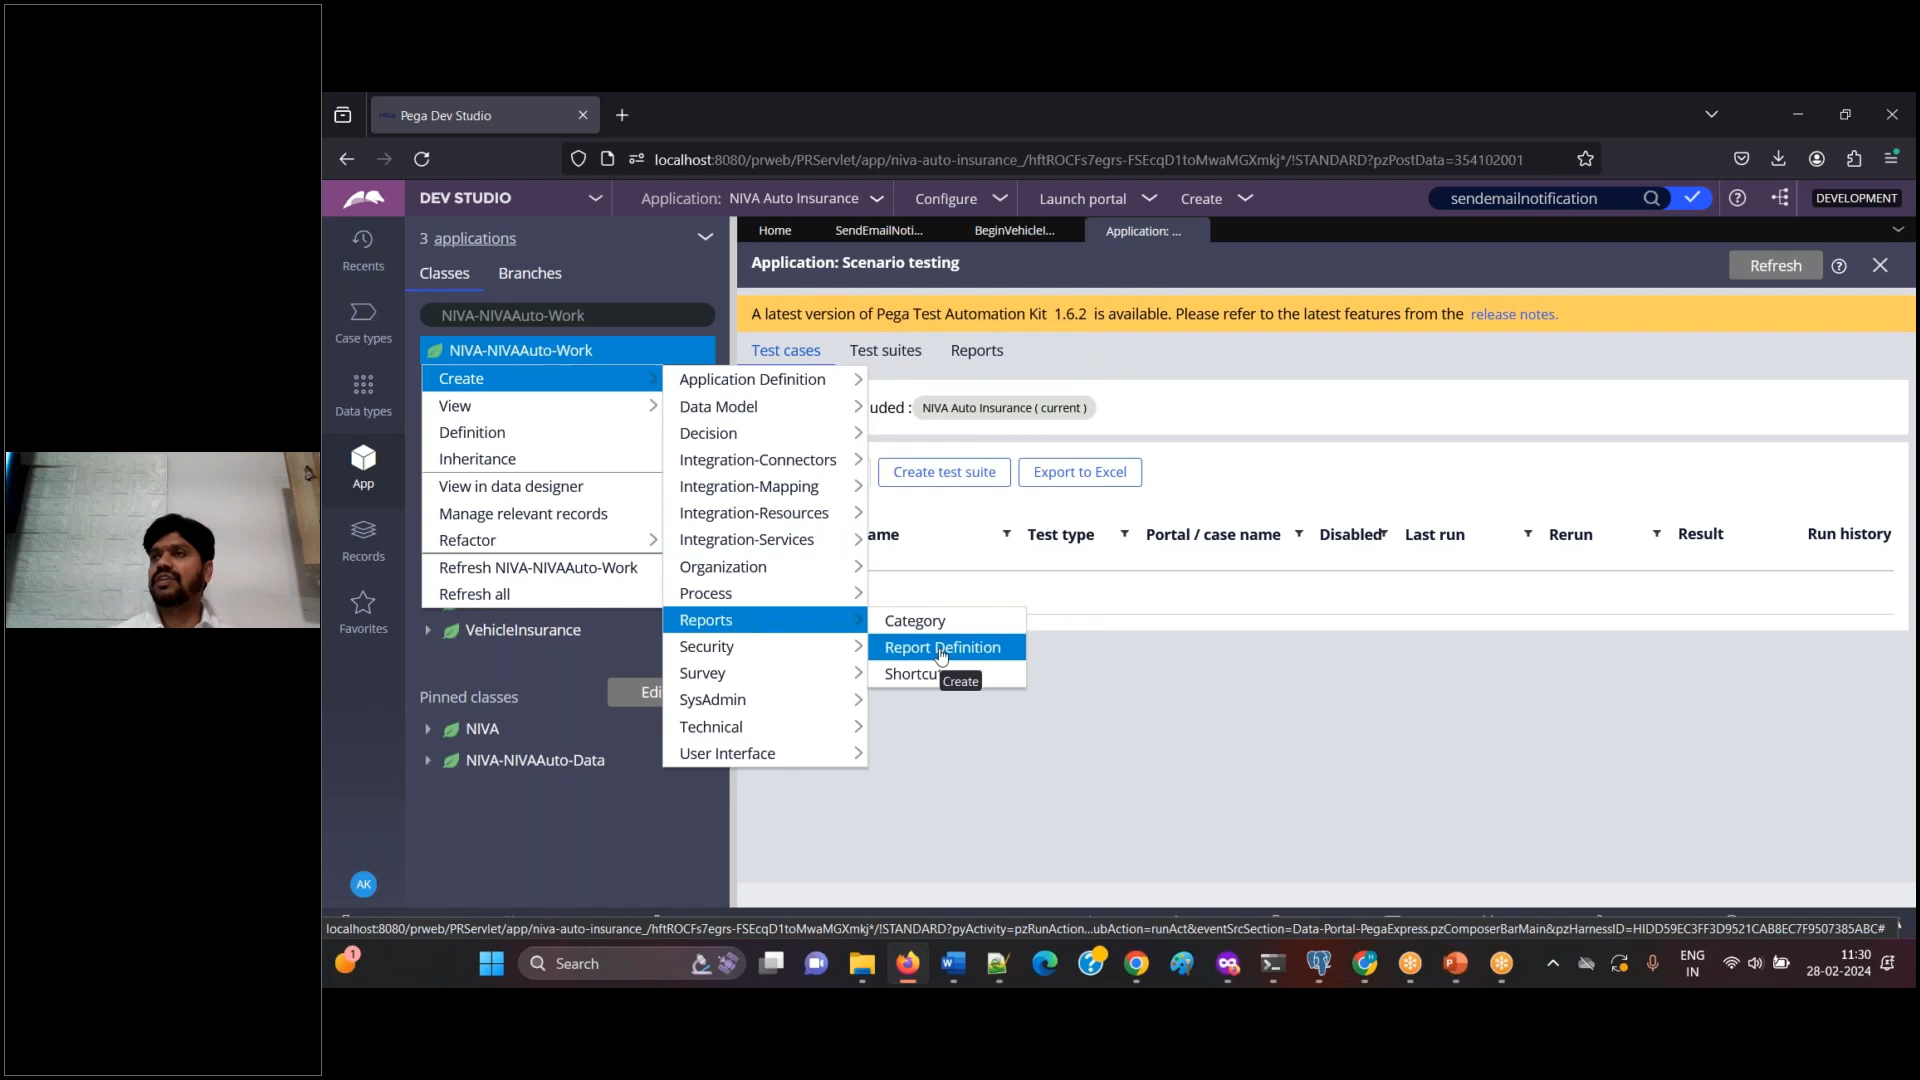 Pega Dev Studio
localhost:8080/prweb/PRServlet/app/niva-auto-insurance_/hftROCFs7egrs-FSEcqD1toMwaMGXmkj*/!STANDARD?pzPostData=354102001
DEV STUDIO
Application: NIVA Auto Insurance
Configure
Launch portal
Create
sendemailnotification
DEVELOPMENT
Recents
Case types
Data types
App
Records
Favorites
AK
3 applications
Classes
Branches
NIVA-NIVAAuto-Work
NIVA-NIVAAuto-Work
Create
View
Definition
Inheritance
View in data designer
Manage relevant records
Refactor
Refresh NIVA-NIVAAuto-Work
Refresh all
VehicleInsurance
Pinned classes
Edi
NIVA
NIVA-NIVAAuto-Data
Application Definition
Data Model
Decision
Integration-Connectors
Integration-Mapping
Integration-Resources
Integration-Services
Organization
Process
Reports
Security
Survey
SysAdmin
Technical
User Interface
Category
Report Definition
Shortcu
Create
Home
SendEmailNoti...
BeginVehicleI...
Application: ...
Application: Scenario testing
Refresh
A latest version of Pega Test Automation Kit 1.6.2 is available. Please refer to the latest features from the release notes.
Test cases
Test suites
Reports
uded :
NIVA Auto Insurance ( current )
Create test suite
Export to Excel
ame
Test type
Portal / case name
Disabled
Last run
Rerun
Result
Run history
localhost:8080/prweb/PRServlet/app/niva-auto-insurance_/hftROCFs7egrs-FSEcqD1toMwaMGXmkj*/!STANDARD?pyActivity=pzRunAction...ubAction=runAct&eventSrcSection=Data-Portal-PegaExpress.pzComposerBarMain&pzHarnessID=HIDD59EC3FF3D9521CAB8EC7F9507385ABC#
1
Search
ENG
IN
11:30
28-02-2024